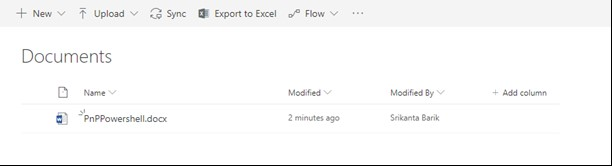 + New Upload Sync Export to Excel Flow ...
Documents
Name Modified Modified By + Add column
PnPPowershell.docx 2 minutes ago Srikanta Barik